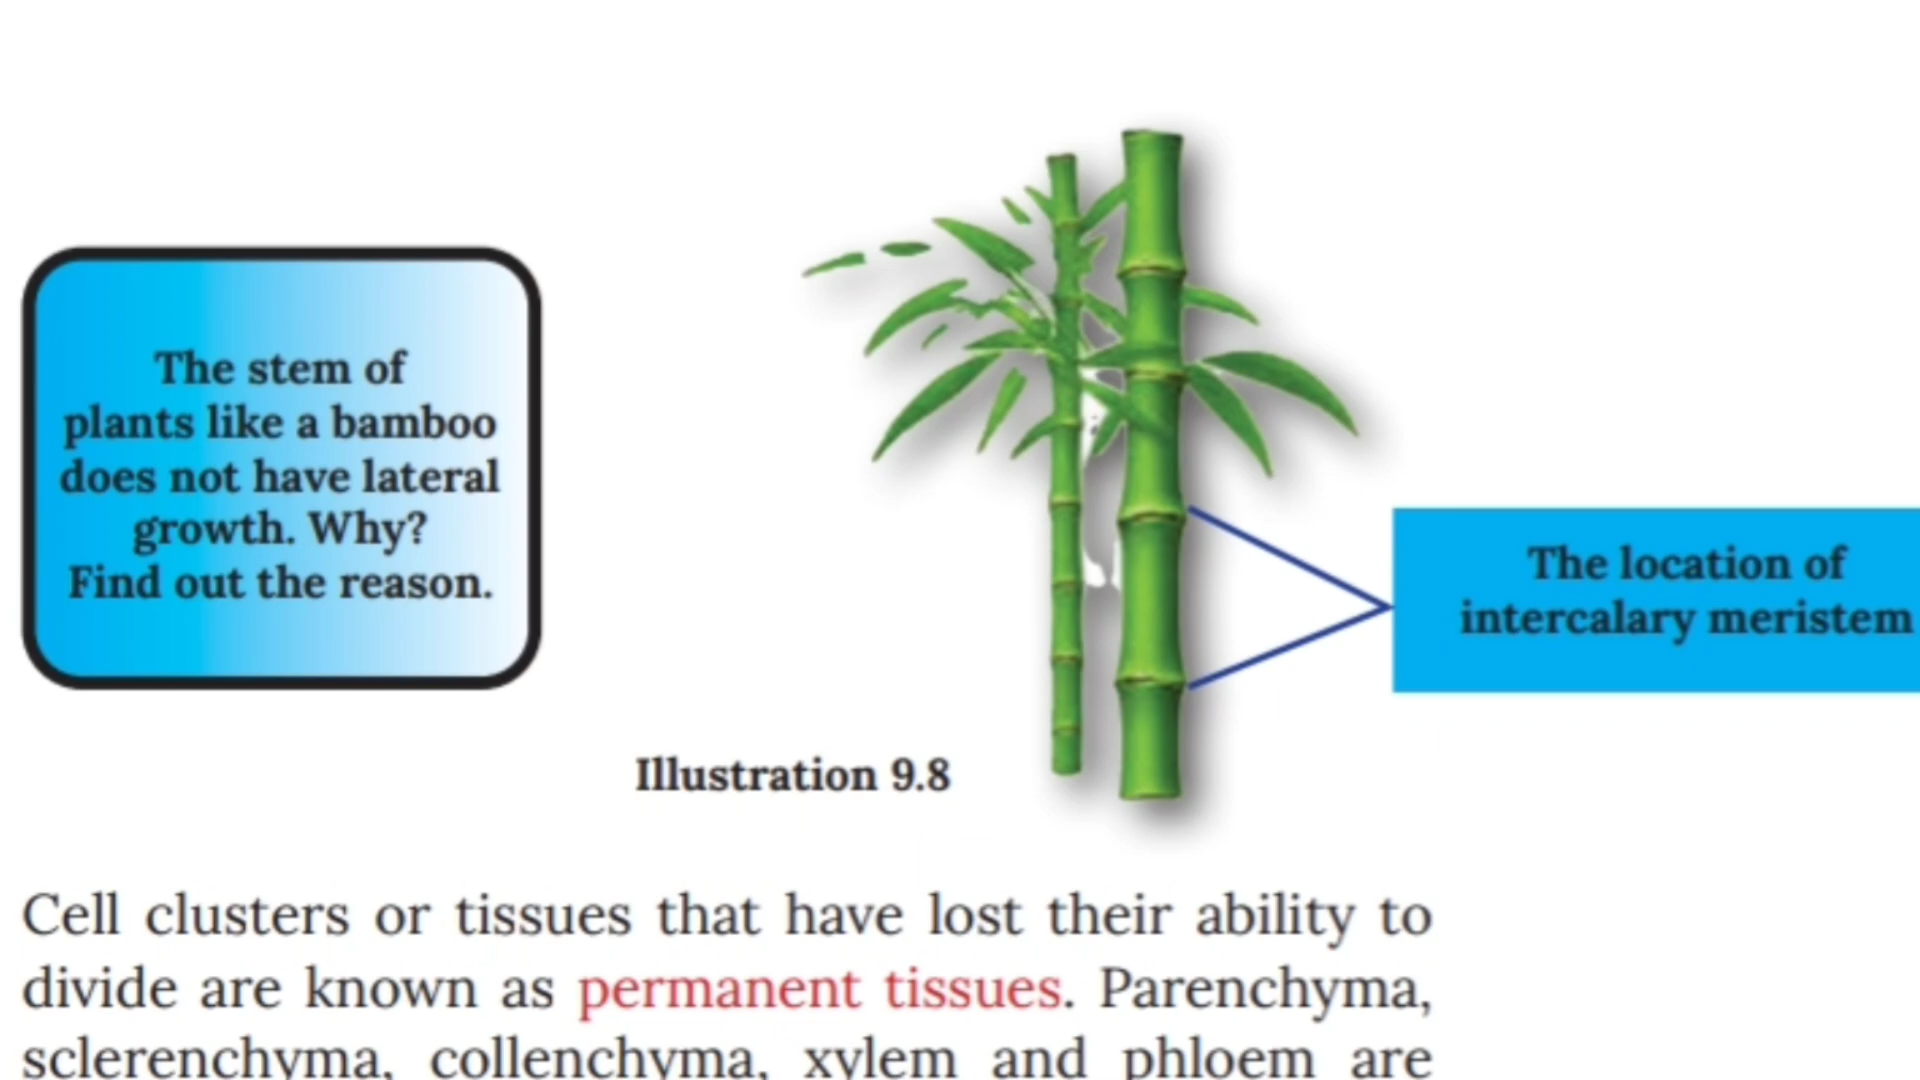 The stem of
plants like a bamboo
does not have lateral
growth. Why?
Find out the reason.
The location of
intercalary meristem
Illustration 9.8
Cell clusters or tissues that have lost their ability to
divide are known as permanent tissues. Parenchyma,
sclerenchyma, collenchyma, xylem and phloem are